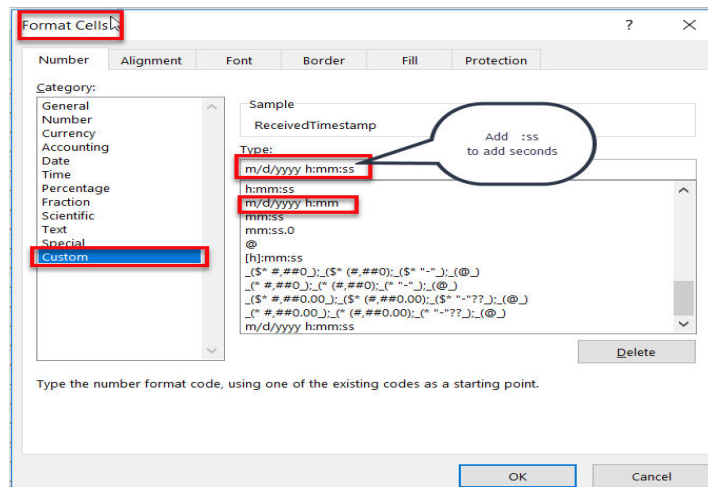 Format Cells
?
Number
Alignment
Font
Border
Fill
Protection
Category:
General
Number
Currency
Accounting
Date
Time
Percentage
Fraction
Scientific
Text
Special
Custom
Sample
ReceivedTimestamp
Add :ss
to add seconds
Type:
m/d/yyyy h:mm:ss
h:mm:ss
m/d/yyyy h:mm
mm:ss
mm:ss.0
@
[h]:mm:ss
_($* #,##0_);_($* (#,##0);_($* "-"_);_(@_)
_(* #,##0_);_(* (#,##0);_(* "-"_);_(@_)
_($* #,##0.00_);_($* (#,##0.00);_($* "-"??_);_(@_)
_(* #,##0.00_);_(* (#,##0.00);_(* "-"??_);_(@_)
m/d/yyyy h:mm:ss
Delete
Type the number format code, using one of the existing codes as a starting point.
OK
Cancel